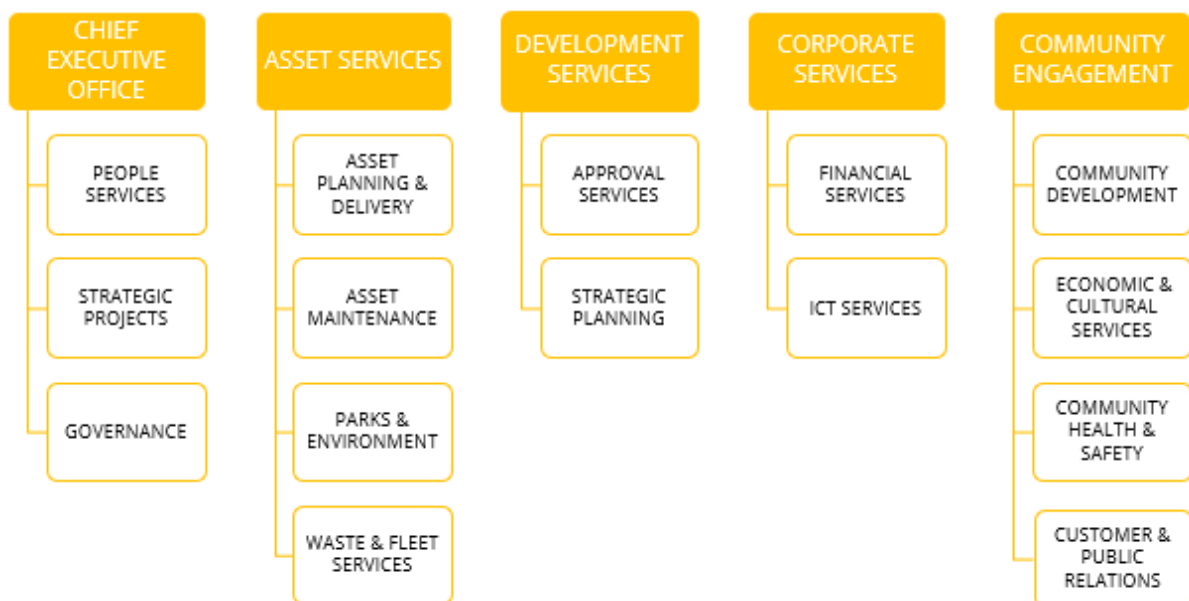 CHIEF
EXECUTIVE
OFFICE
PEOPLE
SERVICES
STRATEGIC
PROJECTS
GOVERNANCE
ASSET SERVICES
ASSET
PLANNING &
DELIVERY
ASSET
MAINTENANCE
PARKS &
ENVIRONMENT
WASTE & FLEET
SERVICES
DEVELOPMENT
SERVICES
APPROVAL
SERVICES
STRATEGIC
PLANNING
CORPORATE
SERVICES
FINANCIAL
SERVICES
ICT SERVICES
COMMUNITY
ENGAGEMENT
COMMUNITY
DEVELOPMENT
ECONOMIC &
CULTURAL
SERVICES
COMMUNITY
HEALTH &
SAFETY
CUSTOMER &
PUBLIC
RELATIONS